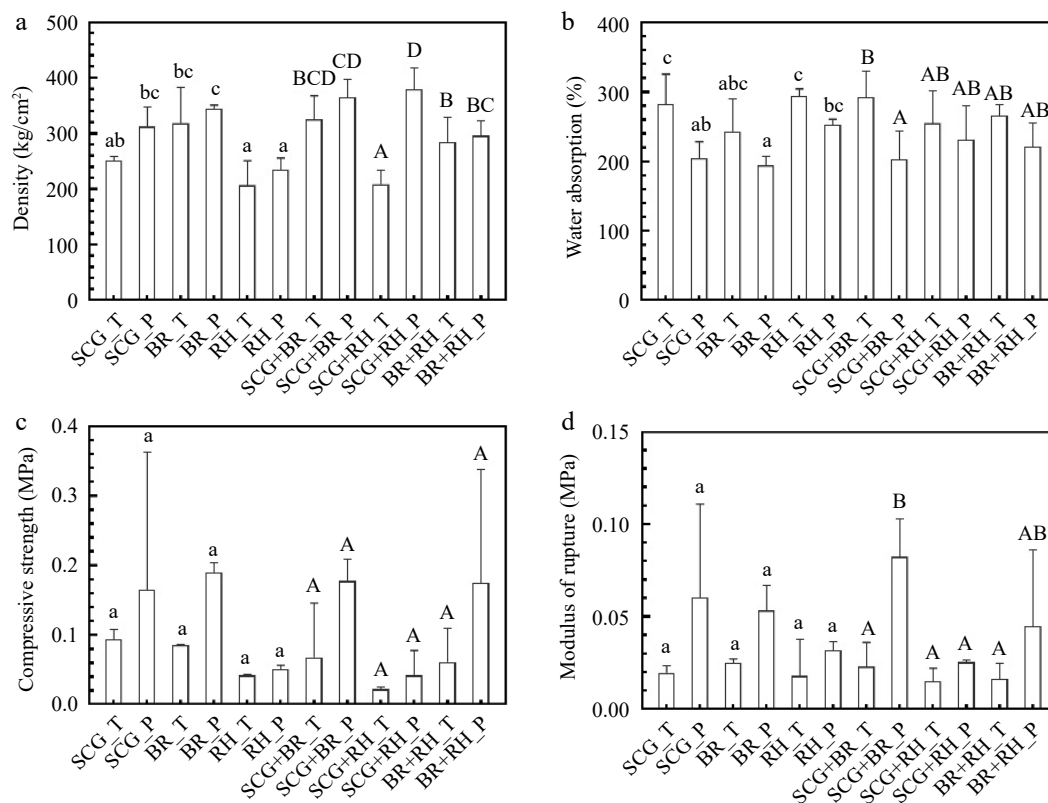 a
Density (kg/cm²)
500
400
300
200
100
0
ab
bc
bc
c
a
a
BCD
CD
A
D
B
BC
SCG_T
SCG_P
BR_T
BR_P
RH_T
RH_P
SCG+BR_T
SCG+BR_P
SCG+RH_T
SCG+RH_P
BR+RH_T
BR+RH_P
b
Water absorption (%)
400
300
200
100
0
c
ab
abc
a
c
bc
B
A
AB
AB
AB
AB
SCG_T
SCG_P
BR_T
BR_P
RH_T
RH_P
SCG+BR_T
SCG+BR_P
SCG+RH_T
SCG+RH_P
BR+RH_T
BR+RH_P
c
Compressive strength (MPa)
0.4
0.3
0.2
0.1
0.0
a
a
a
a
a
a
A
A
A
A
A
A
SCG_T
SCG_P
BR_T
BR_P
RH_T
RH_P
SCG+BR_T
SCG+BR_P
SCG+RH_T
SCG+RH_P
BR+RH_T
BR+RH_P
d
Modulus of rupture (MPa)
0.15
0.10
0.05
0.00
a
a
a
a
a
a
A
B
A
A
A
AB
SCG_T
SCG_P
BR_T
BR_P
RH_T
RH_P
SCG+BR_T
SCG+BR_P
SCG+RH_T
SCG+RH_P
BR+RH_T
BR+RH_P